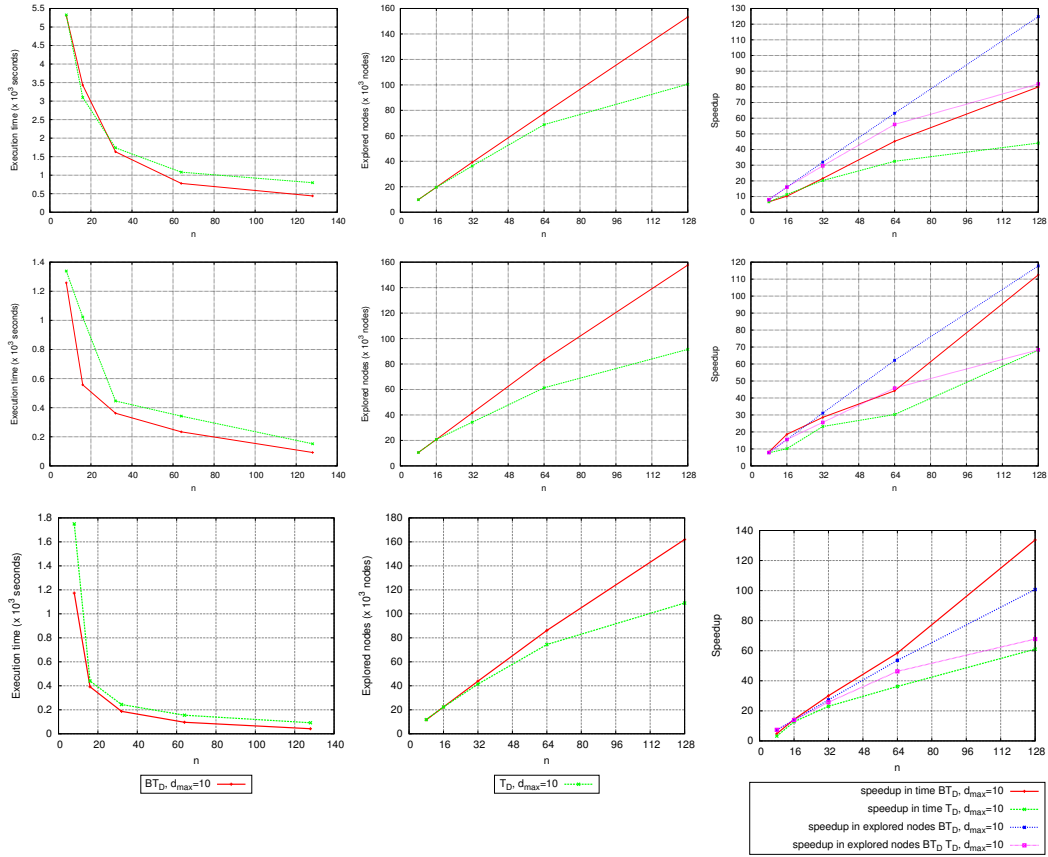 5.5
5
4.5
4
3.5
3
2.5
2
1.5
1
0.5
0
Execution time (x 10³ seconds)
0 20 40 60 80 100 120 140
n
160
140
120
100
80
60
40
20
0
Explored nodes (x 10³ nodes)
0 16 32 48 64 80 96 112 128
n
130
120
110
100
90
80
70
60
50
40
30
20
10
0
Speedup
0 16 32 48 64 80 96 112 128
n
1.4
1.2
1
0.8
0.6
0.4
0.2
0
Execution time (x 10³ seconds)
0 20 40 60 80 100 120 140
n
160
140
120
100
80
60
40
20
0
Explored nodes (x 10³ nodes)
0 16 32 48 64 80 96 112 128
n
120
110
100
90
80
70
60
50
40
30
20
10
0
Speedup
0 16 32 48 64 80 96 112 128
n
1.8
1.6
1.4
1.2
1
0.8
0.6
0.4
0.2
0
Execution time (x 10³ seconds)
0 20 40 60 80 100 120 140
n
180
160
140
120
100
80
60
40
20
0
Explored nodes (x 10³ nodes)
0 16 32 48 64 80 96 112 128
n
140
120
100
80
60
40
20
0
Speedup
0 16 32 48 64 80 96 112 128
n
BT_D, d_max=10
T_D, d_max=10
speedup in time BT_D, d_max=10
speedup in time T_D, d_max=10
speedup in explored nodes BT_D, d_max=10
speedup in explored nodes BT_D T_D, d_max=10